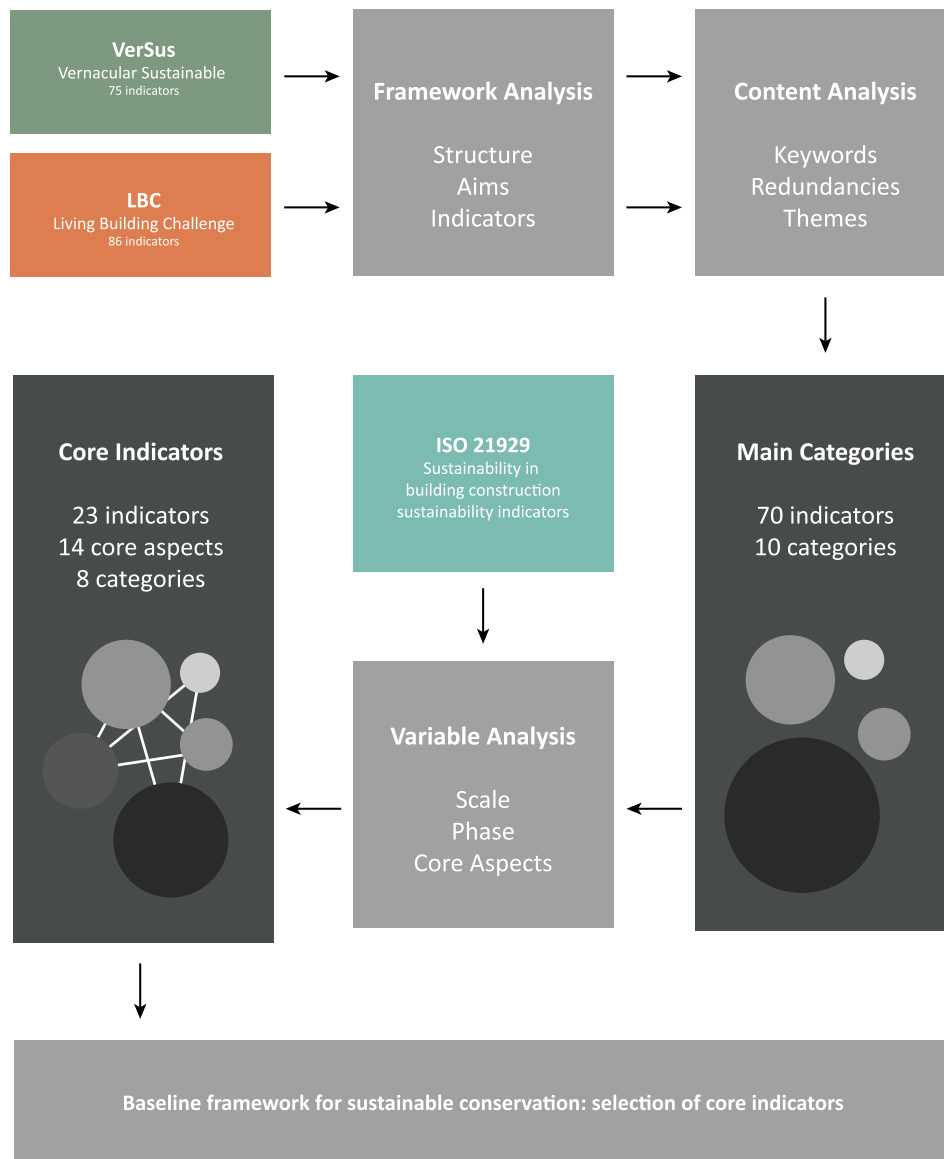 VerSus
Vernacular Sustainable
75 indicators
LBC
Living Building Challenge
86 indicators
Framework Analysis
Structure
Aims
Indicators
Content Analysis
Keywords
Redundancies
Themes
Core Indicators
23 indicators
14 core aspects
8 categories
ISO 21929
Sustainability in
building construction
sustainability indicators
Main Categories
70 indicators
10 categories
Variable Analysis
Scale
Phase
Core Aspects
Baseline framework for sustainable conservation: selection of core indicators